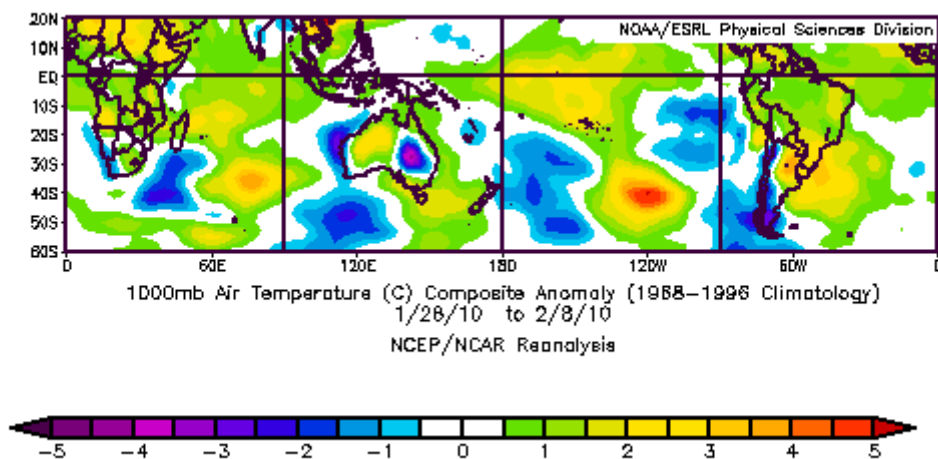 20N
NOAA/ESRL Physical Sciences Division
10N
EQ
10S
20S
30S
40S
50S
60S
0 60E 120E 180 120W 60W 0
1000mb Air Temperature (C) Composite Anomaly (1968-1996 Climatology)
1/28/10 to 2/8/10
NCEP/NCAR Reanalysis
-5 -4 -3 -2 -1 0 1 2 3 4 5